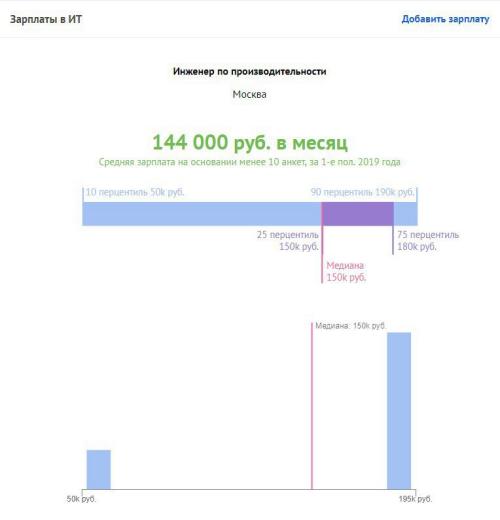 Зарплаты в ИТ
Добавить зарплату
Инженер по производительности
Москва
144 000 руб. в месяц
Средняя зарплата на основании менее 10 анкет, за 1-е пол. 2019 года
10 перцентиль 50k руб.
90 перцентиль 190k руб.
25 перцентиль
150k руб.
75 перцентиль
180k руб.
Медиана
150k руб.
Медиана: 150k руб.
50k руб.
195k руб.